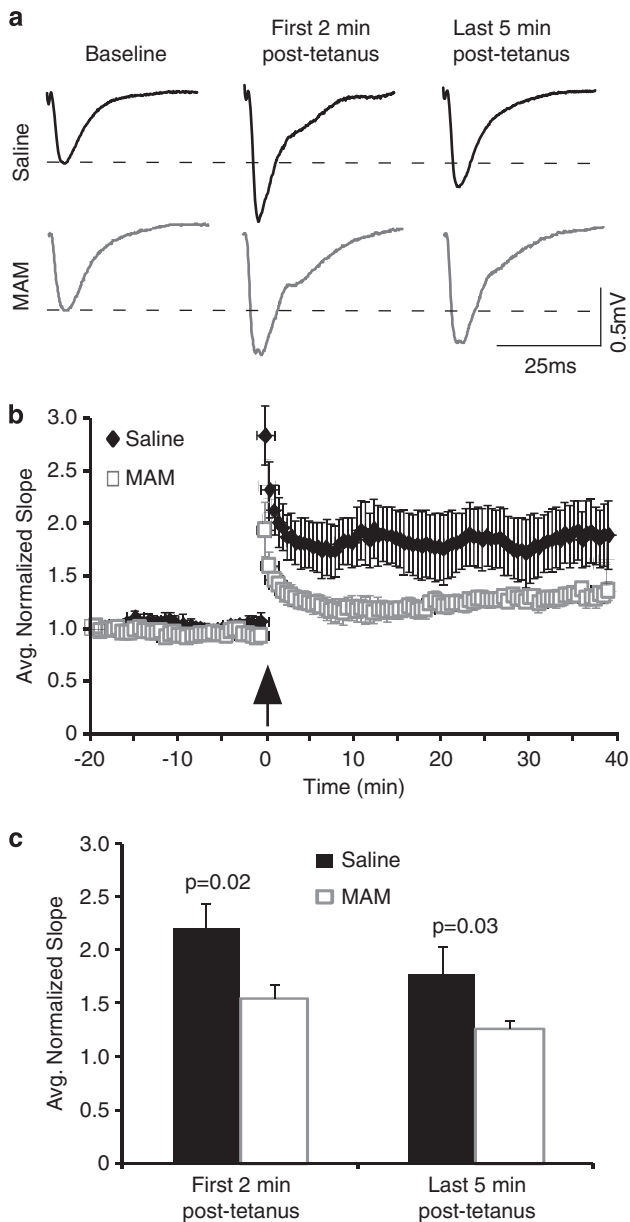 a
Baseline
First 2 min
post-tetanus
Last 5 min
post-tetanus
Saline
MAM
0.5mV
25ms
b
3.0
2.5
2.0
1.5
1.0
0.5
0
Avg. Normalized Slope
Saline
MAM
-20
-10
0
10
20
30
40
Time (min)
c
3.0
2.5
2.0
1.5
1.0
0.5
0
Avg. Normalized Slope
Saline
MAM
p=0.02
p=0.03
First 2 min
post-tetanus
Last 5 min
post-tetanus